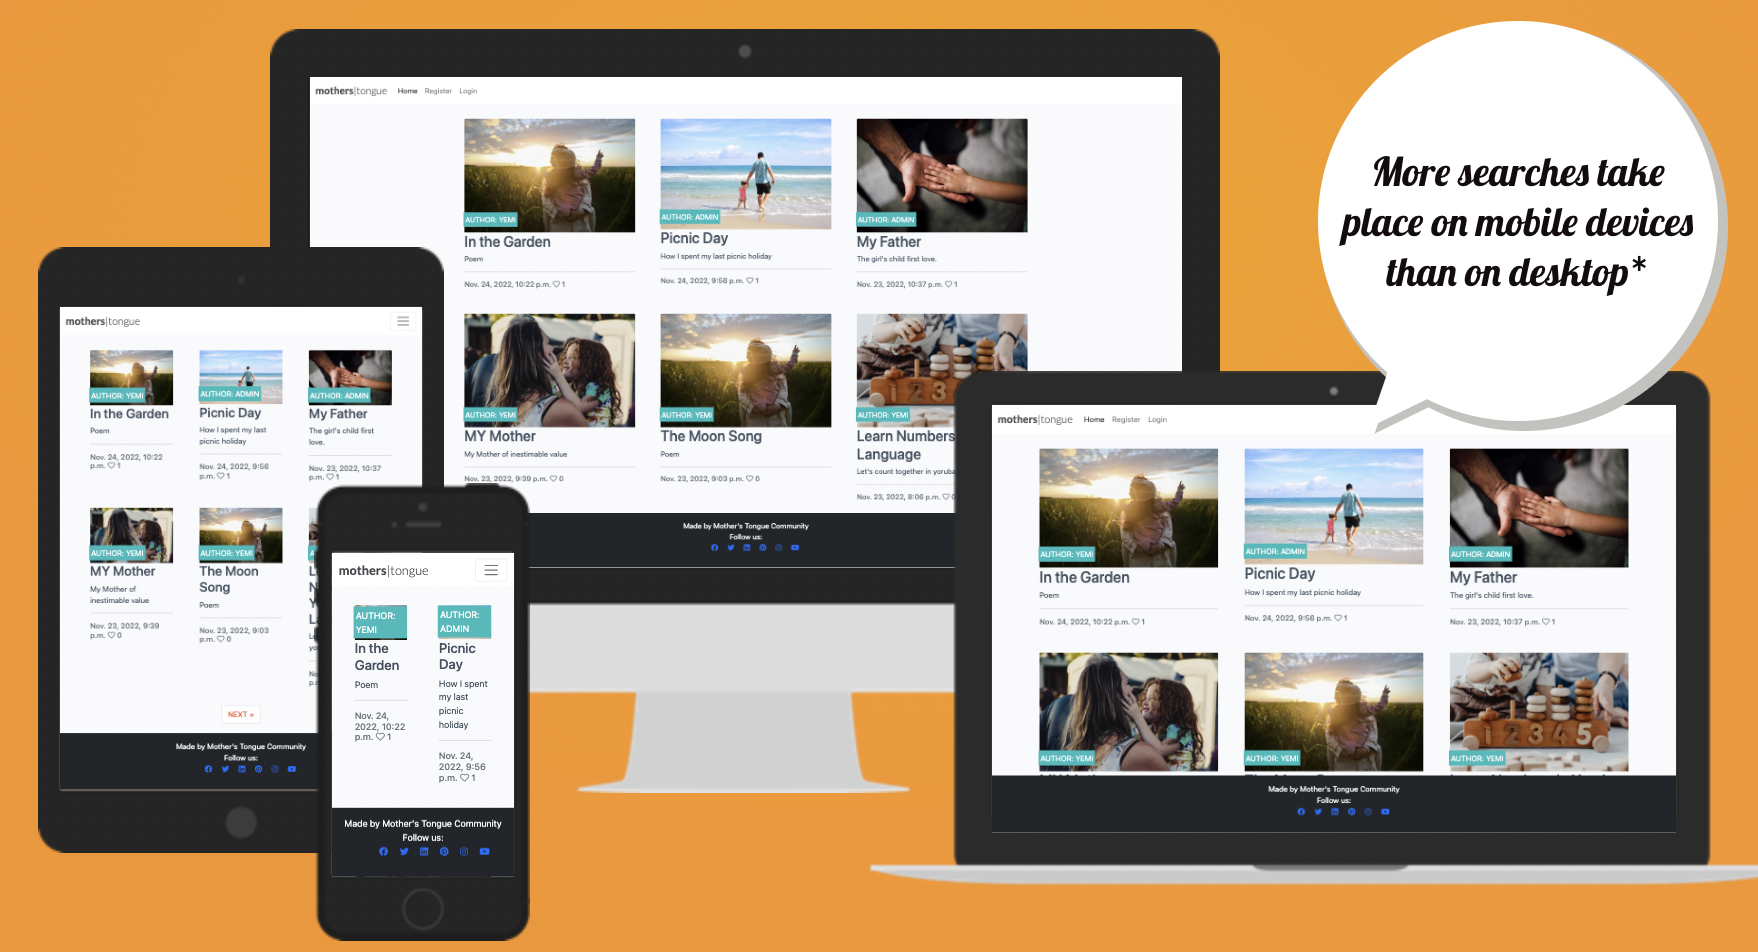 mothers|tongue Home Register Login
AUTHOR: YEMI
In the Garden
Poem
Nov. 24, 2022, 10:22 p.m. ♡ 1
AUTHOR: ADMIN
Picnic Day
How I spent my last picnic holiday
Nov. 24, 2022, 9:56 p.m. ♡ 1
AUTHOR: ADMIN
My Father
The girl's child first love.
Nov. 23, 2022, 10:37 p.m. ♡ 1
AUTHOR: YEMI
MY Mother
My Mother of inestimable value
Nov. 23, 2022, 9:39 p.m. ♡ 0
AUTHOR: YEMI
The Moon Song
Poem
Nov. 23, 2022, 9:03 p.m. ♡ 0
123
AUTHOR: YEMI
Learn Numbers
Language
Let's count together in yoruba
Nov. 23, 2022, 8:06 p.m. ♡ 0
Made by Mother's Tongue Community
Follow us:
More searches take
place on mobile devices
than on desktop*
mothers|tongue
AUTHOR: YEMI
In the Garden
Poem
Nov. 24, 2022, 10:22
p.m. ♡ 1
AUTHOR: ADMIN
Picnic Day
How I spent my last
picnic holiday
Nov. 24, 2022, 9:56
p.m. ♡ 1
AUTHOR: ADMIN
My Father
The girl's child first
love.
Nov. 23, 2022, 10:37
p.m. ♡ 1
AUTHOR: YEMI
MY Mother
My Mother of
inestimable value
Nov. 23, 2022, 9:39
p.m. ♡ 0
AUTHOR: YEMI
The Moon
Song
Poem
Nov. 23, 2022, 9:03
p.m. ♡ 0
NEXT »
Made by Mother's Tongue Community
Follow us:
mothers|tongue
AUTHOR:
YEMI
In the
Garden
Poem
Nov. 24,
2022, 10:22
p.m. ♡ 1
AUTHOR:
ADMIN
Picnic
Day
How I spent
my last
picnic
holiday
Nov. 24,
2022, 9:56
p.m. ♡ 1
Made by Mother's Tongue Community
Follow us:
mothers|tongue Home Register Login
AUTHOR: YEMI
In the Garden
Poem
Nov. 24, 2022, 10:22 p.m. ♡ 1
AUTHOR: ADMIN
Picnic Day
How I spent my last picnic holiday
Nov. 24, 2022, 9:56 p.m. ♡ 1
AUTHOR: ADMIN
My Father
The girl's child first love.
Nov. 23, 2022, 10:37 p.m. ♡ 1
AUTHOR: YEMI
AUTHOR: YEMI
12345
AUTHOR: YEMI
Made by Mother's Tongue Community
Follow us: